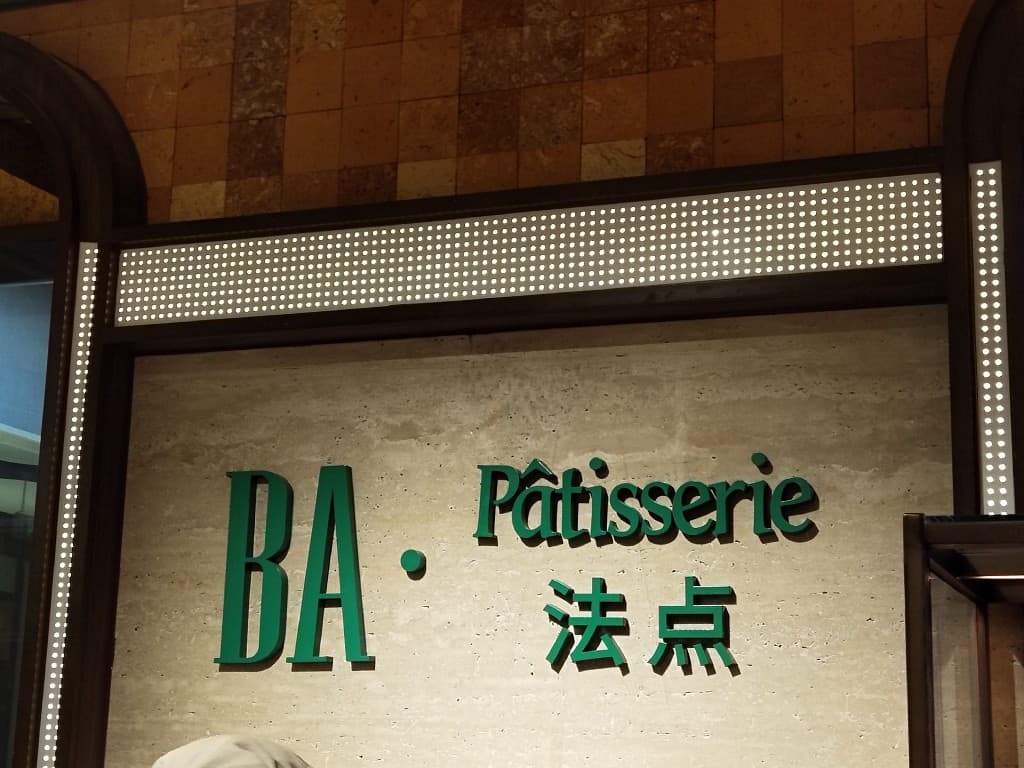 BA · Pâtisserie
法点